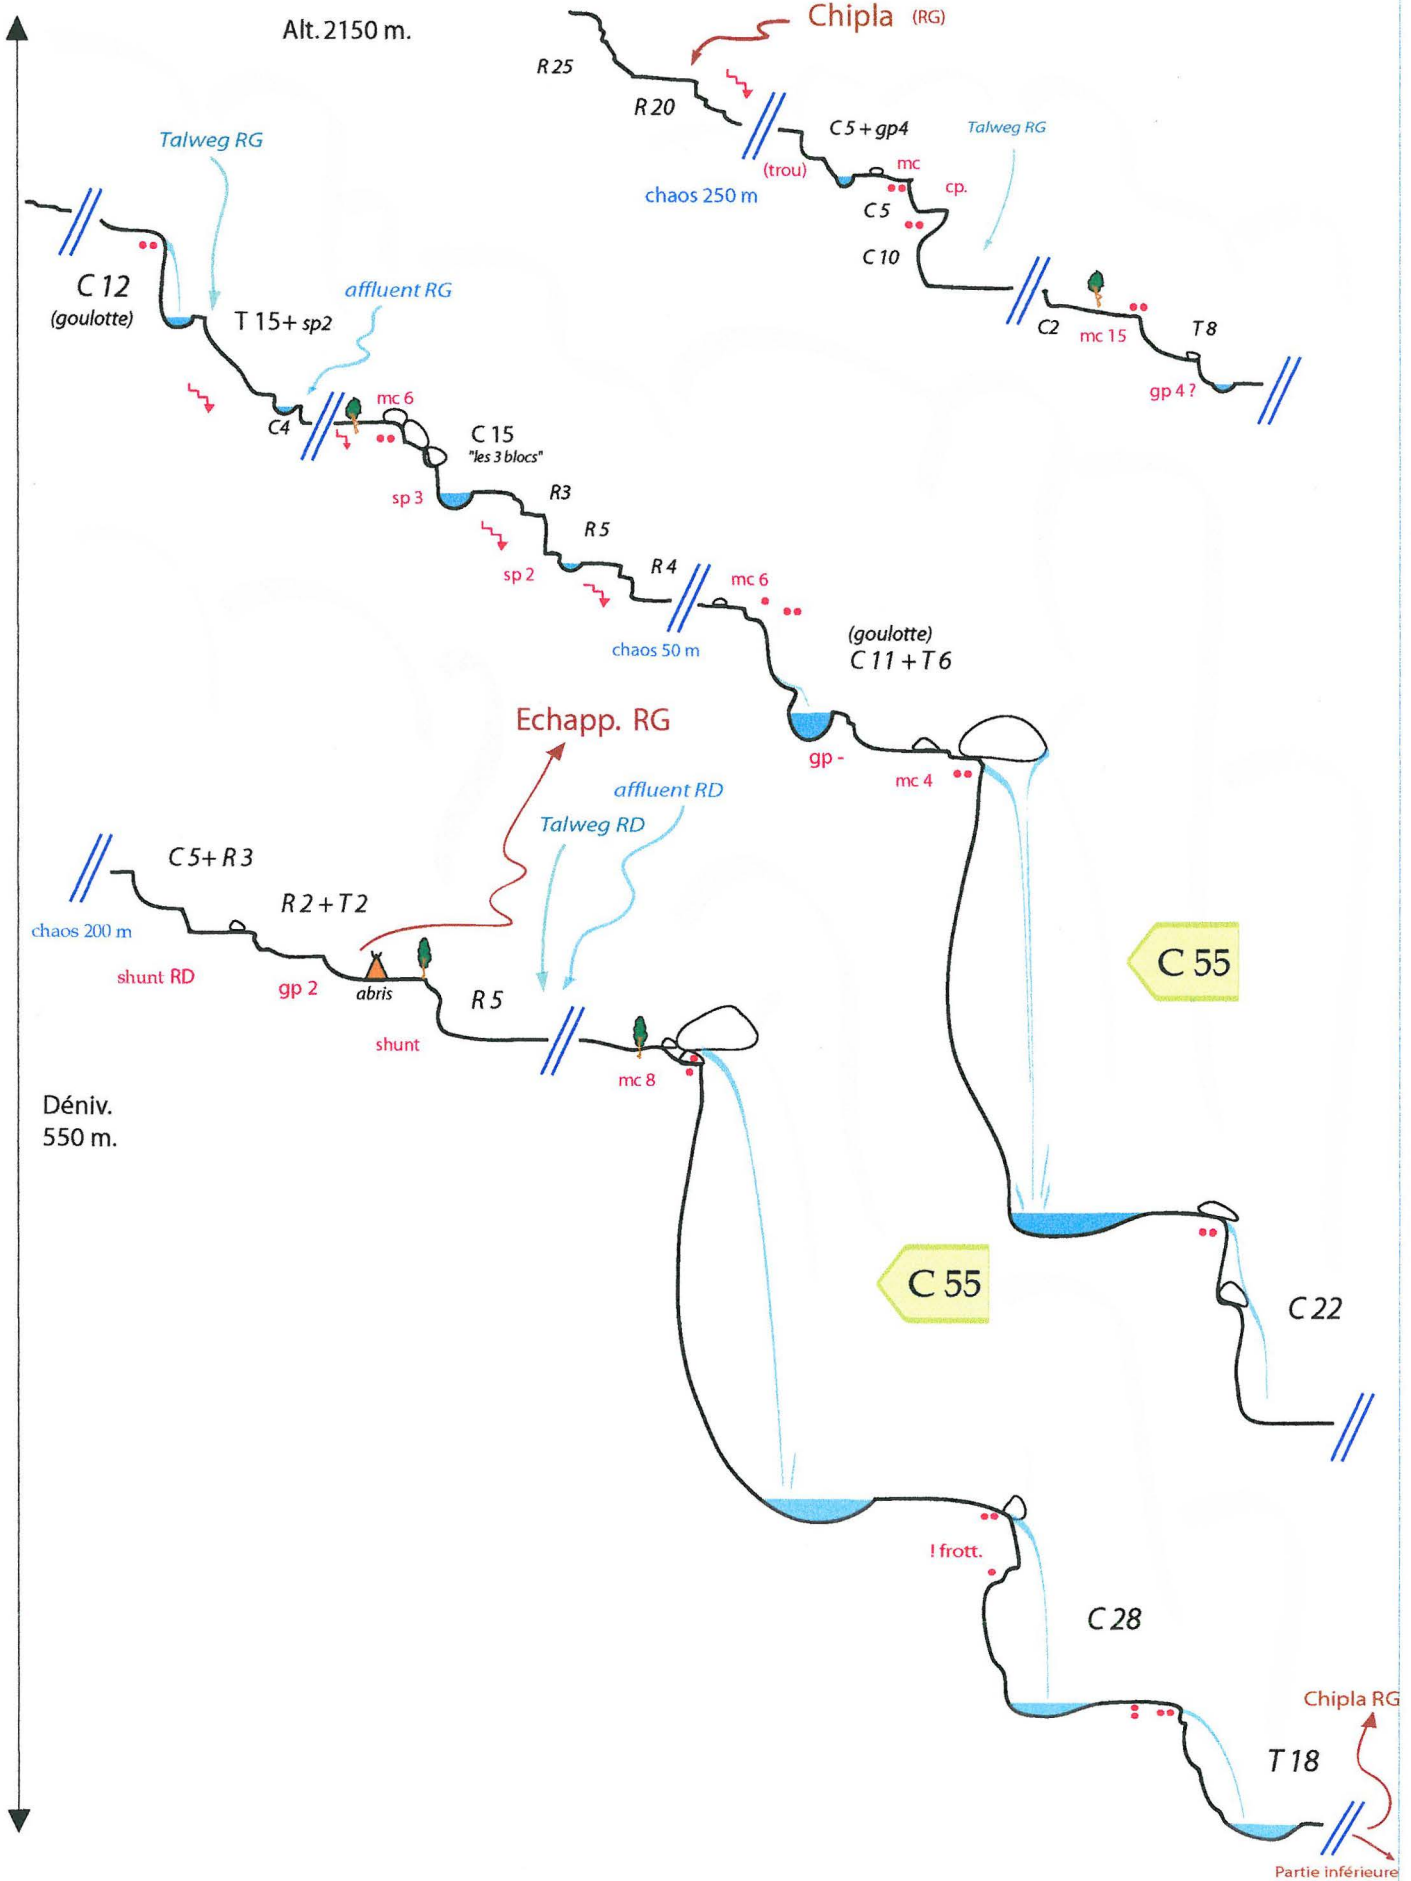 Alt. 2150 m.
Chipla (RG)
R 25
R 20
C 5 + gp4
Talweg RG
(trou)
mc
cp.
chaos 250 m
C 5
C 10
C2
mc 15
T 8
gp 4 ?
Talweg RG
C 12
(goulotte)
T 15+ sp2
affluent RG
C4
mc 6
C 15
"les 3 blocs"
sp 3
R3
R 5
sp 2
R 4
chaos 50 m
mc 6
(goulotte)
C 11 + T 6
gp -
mc 4
C 55
C 22
Echapp. RG
affluent RD
Talweg RD
C 5+ R 3
R 2 + T 2
chaos 200 m
shunt RD
gp 2
abris
R 5
shunt
mc 8
Déniv.
550 m.
C 55
! frott.
C 28
Chipla RG
T 18
Partie inférieure